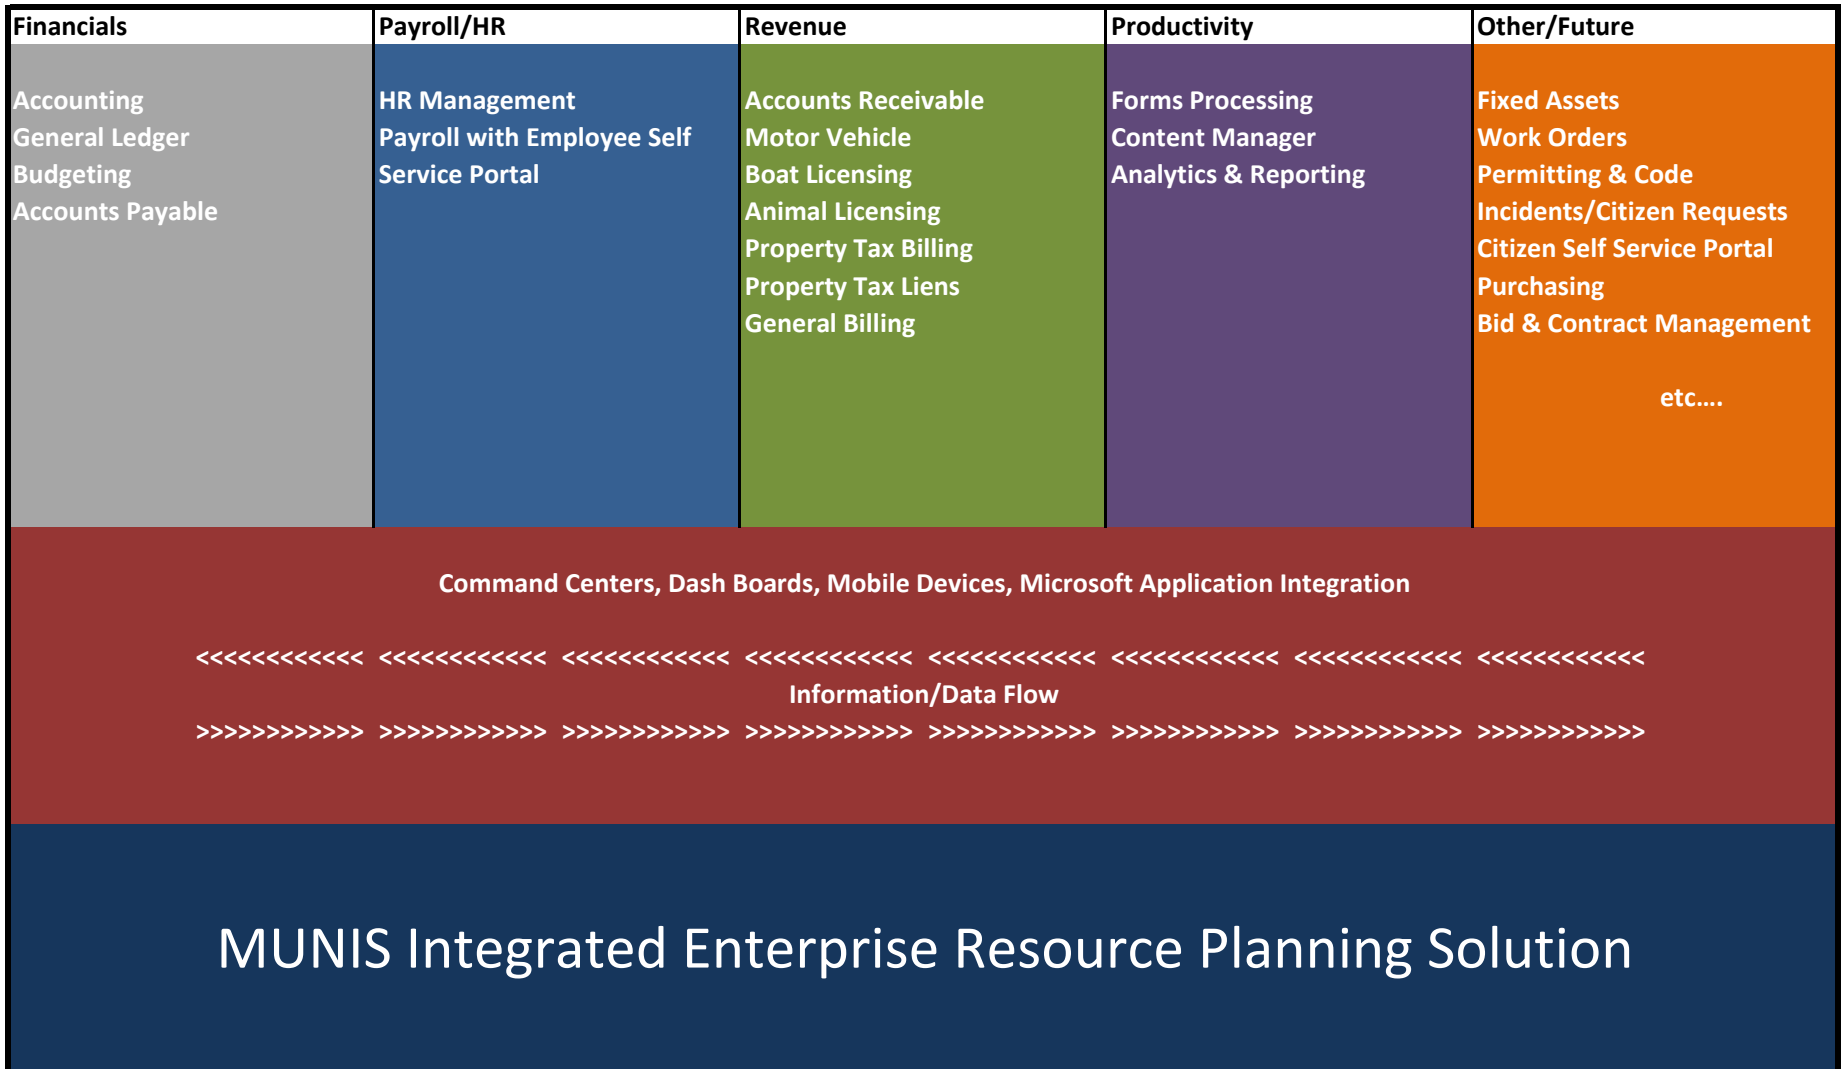 Financials
Accounting
General Ledger
Budgeting
Accounts Payable
Payroll/HR
HR Management
Payroll with Employee Self
Service Portal
Revenue
Accounts Receivable
Motor Vehicle
Boat Licensing
Animal Licensing
Property Tax Billing
Property Tax Liens
General Billing
Productivity
Forms Processing
Content Manager
Analytics & Reporting
Other/Future
Fixed Assets
Work Orders
Permitting & Code
Incidents/Citizen Requests
Citizen Self Service Portal
Purchasing
Bid & Contract Management
etc….
Command Centers, Dash Boards, Mobile Devices, Microsoft Application Integration
<<<<<<<<<<<< <<<<<<<<<<<< <<<<<<<<<<<< <<<<<<<<<<<< <<<<<<<<<<<< <<<<<<<<<<<< <<<<<<<<<<<< <<<<<<<<<<<<
Information/Data Flow
>>>>>>>>>>>> >>>>>>>>>>>> >>>>>>>>>>>> >>>>>>>>>>>> >>>>>>>>>>>> >>>>>>>>>>>> >>>>>>>>>>>> >>>>>>>>>>>>
MUNIS Integrated Enterprise Resource Planning Solution